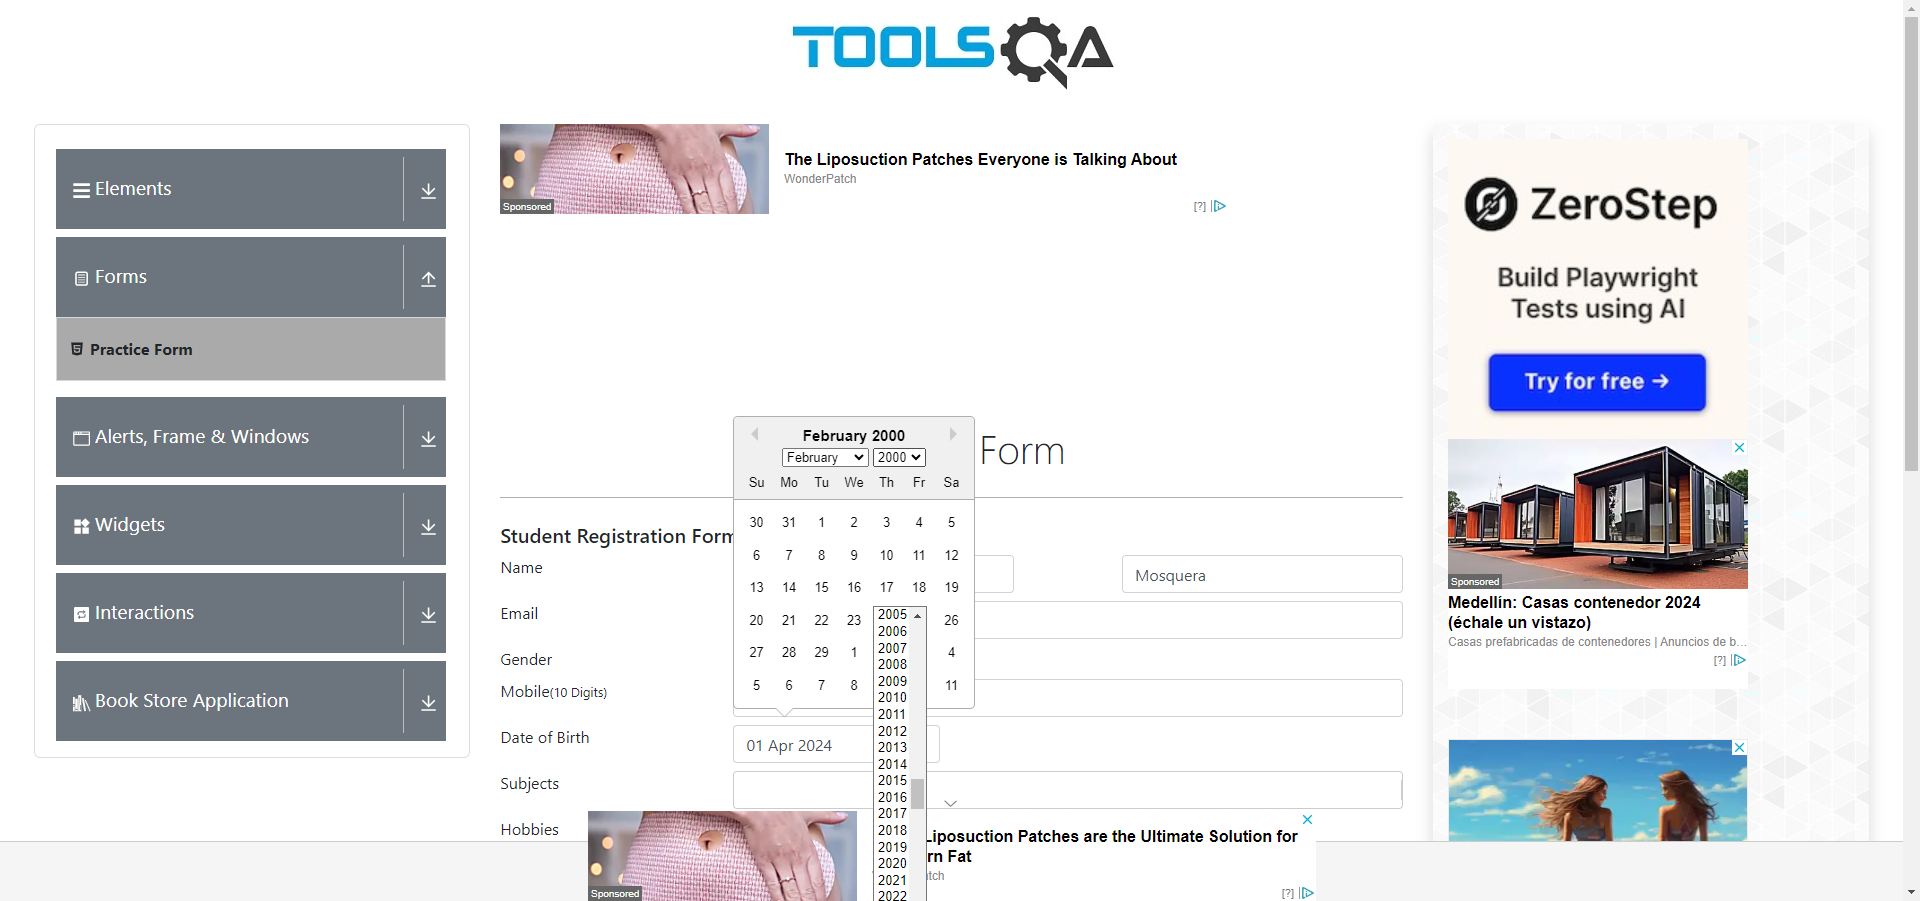 TOOLSQA
Elements
Forms
Practice Form
Alerts, Frame & Windows
Widgets
Interactions
Book Store Application
Sponsored
The Liposuction Patches Everyone is Talking About
WonderPatch
[?]
Form
February 2000
February 2000
Su Mo Tu We Th Fr Sa
30 31 1 2 3 4 5
6 7 8 9 10 11 12
13 14 15 16 17 18 19
20 21 22 23 26
27 28 29 1 4
5 6 7 8 11
2005
2006
2007
2008
2009
2010
2011
2012
2013
2014
2015
2016
2017
2018
2019
2020
2021
2022
Student Registration Form
Name
Mosquera
Email
Gender
Mobile(10 Digits)
Date of Birth
01 Apr 2024
Subjects
Hobbies
Sponsored
Liposuction Patches are the Ultimate Solution for
rn Fat
tch
[?]
ZeroStep
Build Playwright
Tests using AI
Try for free →
Sponsored
Medellín: Casas contenedor 2024
(échale un vistazo)
Casas prefabricadas de contenedores | Anuncios de b...
[?]